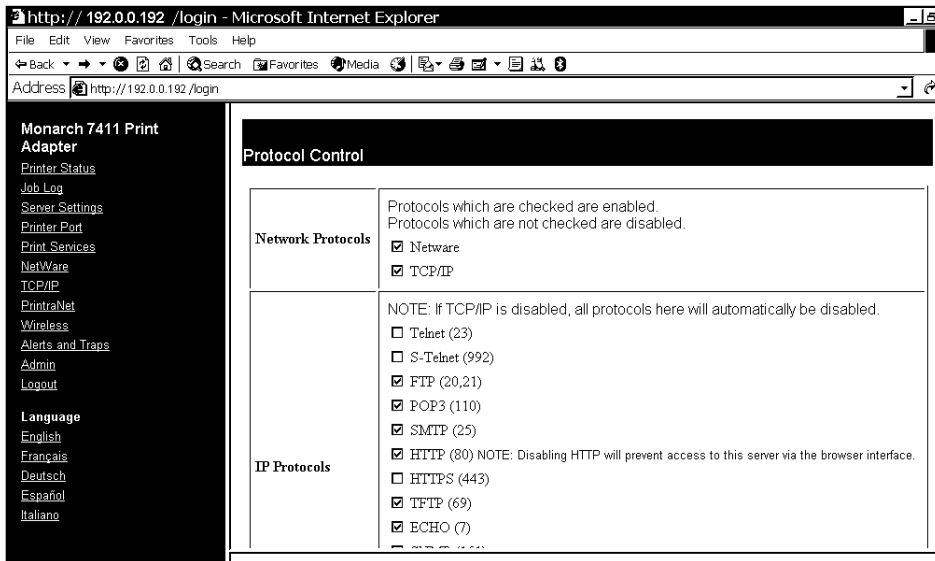 http:// 192.0.0.192 /login - Microsoft Internet Explorer
File Edit View Favorites Tools Help
Back Search Favorites Media
Address http://192.0.0.192/login
Monarch 7411 Print
Adapter
Printer Status
Job Log
Server Settings
Printer Port
Print Services
NetWare
TCP/IP
PrintraNet
Wireless
Alerts and Traps
Admin
Logout
Language
English
Français
Deutsch
Español
Italiano
Protocol Control
Network Protocols
Protocols which are checked are enabled.
Protocols which are not checked are disabled.
Netware
TCP/IP
IP Protocols
NOTE: If TCP/IP is disabled, all protocols here will automatically be disabled.
Telnet (23)
S-Telnet (992)
FTP (20,21)
POP3 (110)
SMTP (25)
HTTP (80) NOTE: Disabling HTTP will prevent access to this server via the browser interface.
HTTPS (443)
TFTP (69)
ECHO (7)